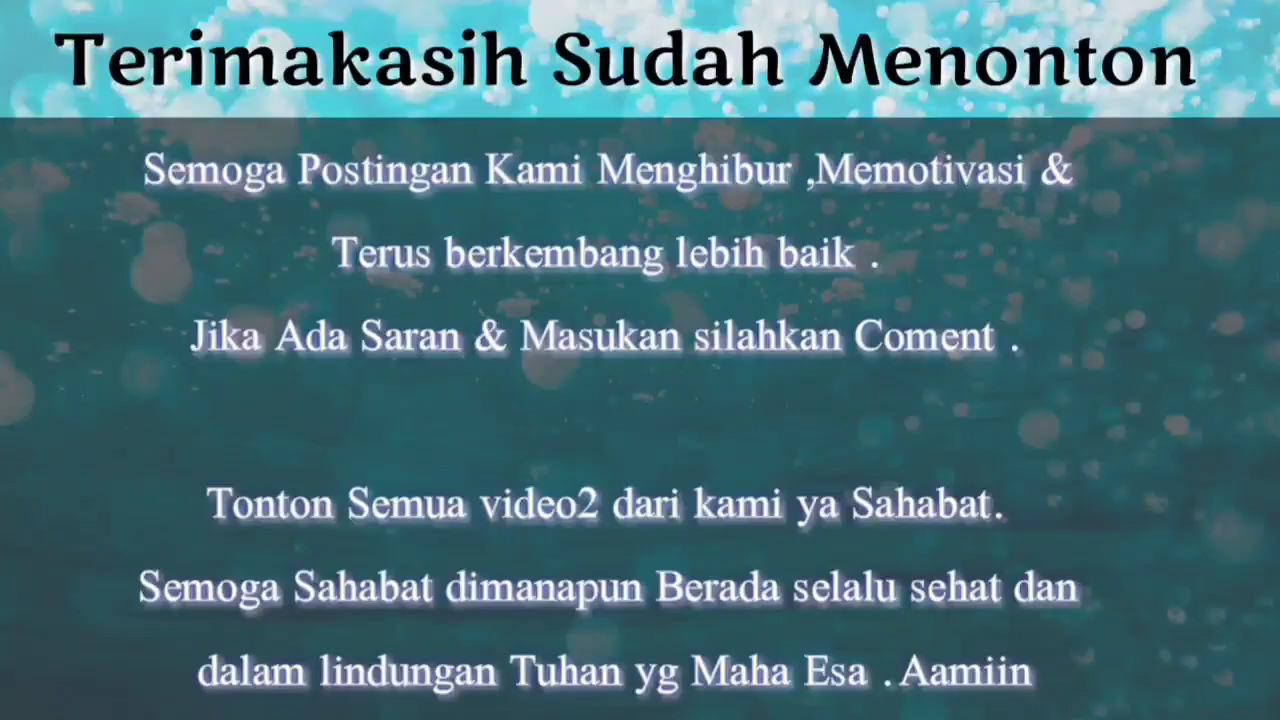 Terimakasih Sudah Menonton
Semoga Postingan Kami Menghibur ,Memotivasi &
Terus berkembang lebih baik .
Jika Ada Saran & Masukan silahkan Coment .
Tonton Semua video2 dari kami ya Sahabat.
Semoga Sahabat dimanapun Berada selalu sehat dan
dalam lindungan Tuhan yg Maha Esa . Aamiin